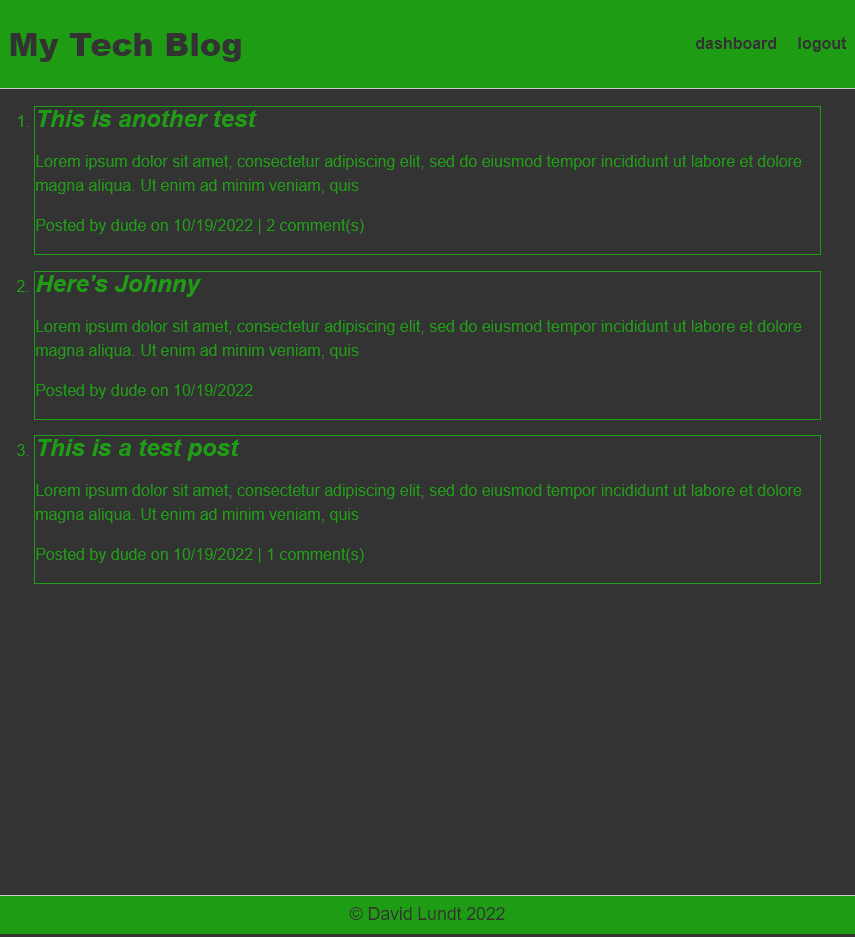 My Tech Blog
dashboard logout
1. This is another test
Lorem ipsum dolor sit amet, consectetur adipiscing elit, sed do eiusmod tempor incididunt ut labore et dolore
magna aliqua. Ut enim ad minim veniam, quis
Posted by dude on 10/19/2022 | 2 comment(s)
2. Here's Johnny
Lorem ipsum dolor sit amet, consectetur adipiscing elit, sed do eiusmod tempor incididunt ut labore et dolore
magna aliqua. Ut enim ad minim veniam, quis
Posted by dude on 10/19/2022
3. This is a test post
Lorem ipsum dolor sit amet, consectetur adipiscing elit, sed do eiusmod tempor incididunt ut labore et dolore
magna aliqua. Ut enim ad minim veniam, quis
Posted by dude on 10/19/2022 | 1 comment(s)
© David Lundt 2022